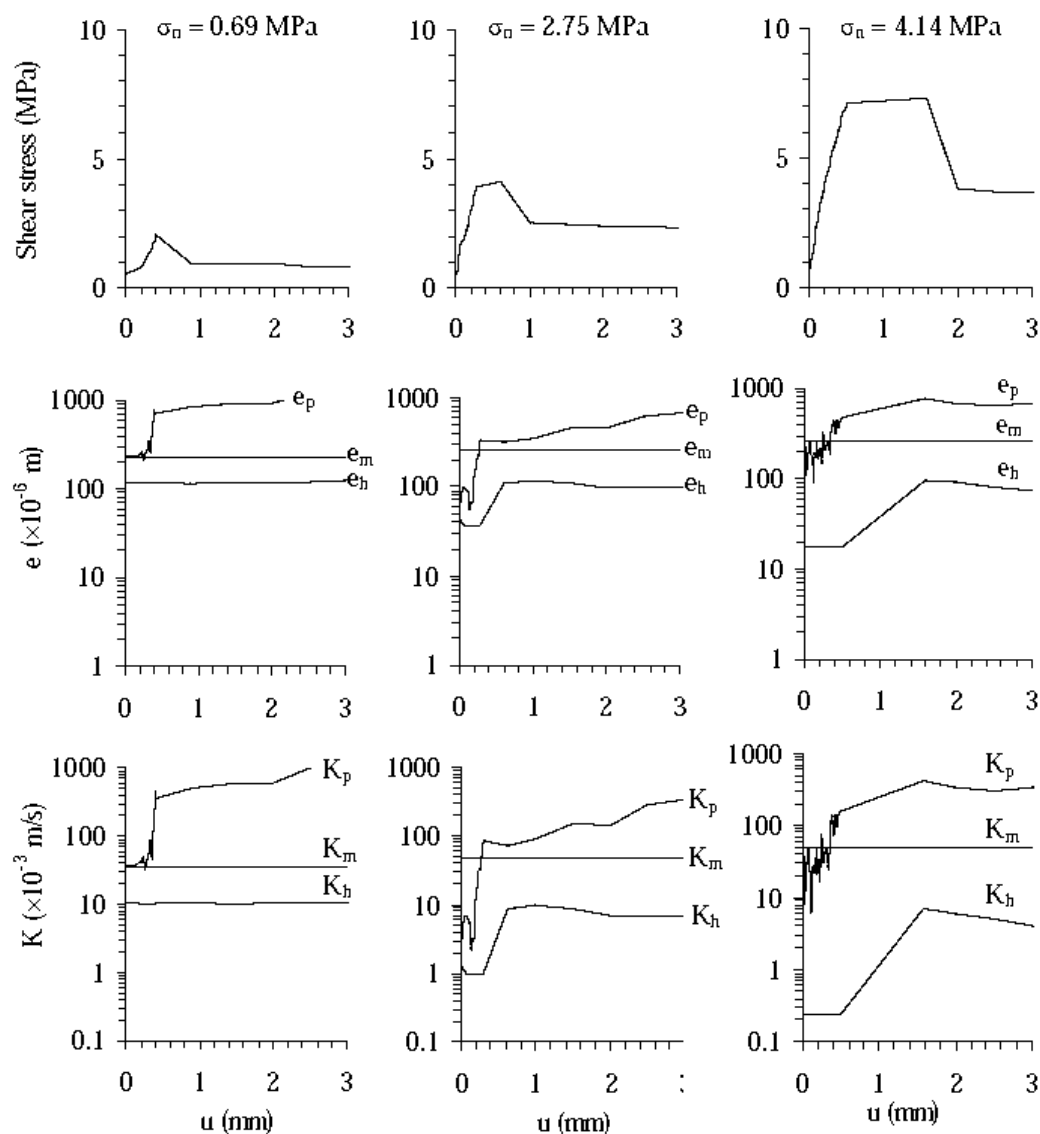 σn = 0.69 MPa
σn = 2.75 MPa
σn = 4.14 MPa
Shear stress (MPa)
10
5
0
0 1 2 3
10
5
0
0 1 2 3
10
5
0
0 1 2 3
e (×10⁻⁶ m)
1000
100
10
1
ep
em
eh
0 1 2 3
1000
100
10
1
ep
em
eh
0 1 2 3
1000
100
10
1
ep
em
eh
0 1 2 3
K (×10⁻³ m/s)
1000
100
10
1
0.1
Kp
Km
Kh
0 1 2 3
u (mm)
1000
100
10
1
0.1
Kp
Km
Kh
0 1 2
u (mm)
1000
100
10
1
0.1
Kp
Km
Kh
0 1 2 3
u (mm)